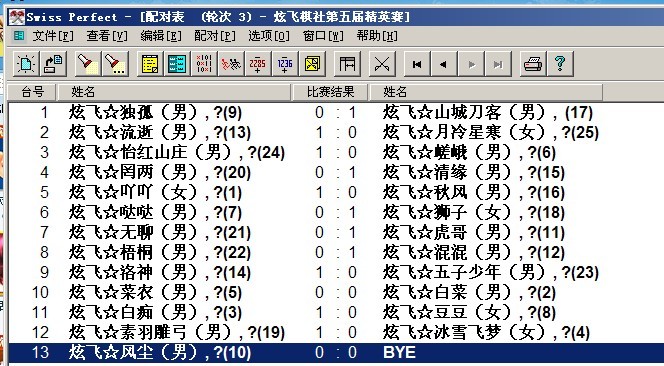 Swiss Perfect - [配对表 (轮次 3) - 炫飞棋社第五届精英赛]
文件[F] 查看[V] 编辑[E] 配对[P] 选项[O] 窗口[W] 帮助[H]
台号 姓名 比赛结果 姓名
1 炫飞☆独孤（男）, ?(9) 0 : 1 炫飞☆山城刀客（男）, (17)
2 炫飞☆流逝（男）, ?(13) 1 : 0 炫飞☆月冷星寒（女）, ?(25)
3 炫飞☆怡红山庄（男）, ?(24) 1 : 0 炫飞☆嵯峨（男）, ?(6)
4 炫飞☆罔两（男）, ?(20) 0 : 1 炫飞☆清缘（男）, ?(15)
5 炫飞☆吖吖（女）, ?(1) 1 : 0 炫飞☆秋风（男）, ?(16)
6 炫飞☆哒哒（男）, ?(7) 0 : 1 炫飞☆狮子（女）, ?(18)
7 炫飞☆无聊（男）, ?(21) 0 : 1 炫飞☆虎哥（男）, ?(11)
8 炫飞☆梧桐（男）, ?(22) 0 : 1 炫飞☆混混（男）, ?(12)
9 炫飞☆洛神（男）, ?(14) 1 : 0 炫飞☆五子少年（男）, ?(23)
10 炫飞☆菜农（男）, ?(5) 0 : 0 炫飞☆白菜（男）, ?(2)
11 炫飞☆白痴（男）, ?(3) 1 : 0 炫飞☆豆豆（女）, ?(8)
12 炫飞☆素羽雕弓（男）, ?(19) 1 : 0 炫飞☆冰雪飞梦（女）, ?(4)
13 炫飞☆风尘（男）, ?(10) 0 : 0 BYE